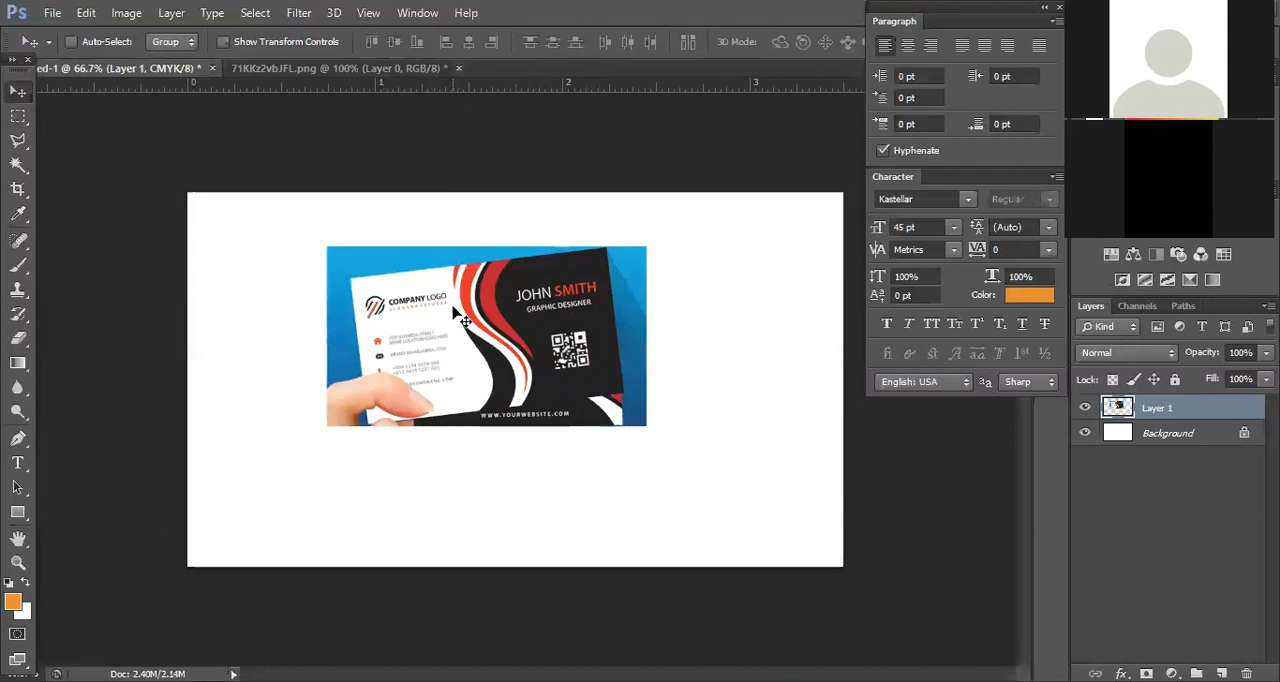 Ps File Edit Image Layer Type Select Filter 3D View Window Help
Auto-Select: Group Show Transform Controls 3D Mode:
ed-1 @ 66.7% (Layer 1, CMYK/8) * × 71KKz2vbJFL.png @ 100% (Layer 0, RGB/8) * ×
0 1 2 3
Paragraph
0 pt 0 pt
0 pt
0 pt 0 pt
Hyphenate
Character
Kastellar Regular
45 pt (Auto)
Metrics 0
100% 100%
0 pt Color:
English: USA Sharp
COMPANY LOGO
JOHN SMITH
GRAPHIC DESIGNER
WWW.YOURWEBSITE.COM
Layers Channels Paths
Kind
Normal Opacity: 100%
Lock: Fill: 100%
Layer 1
Background
Doc: 2.40M/2.14M